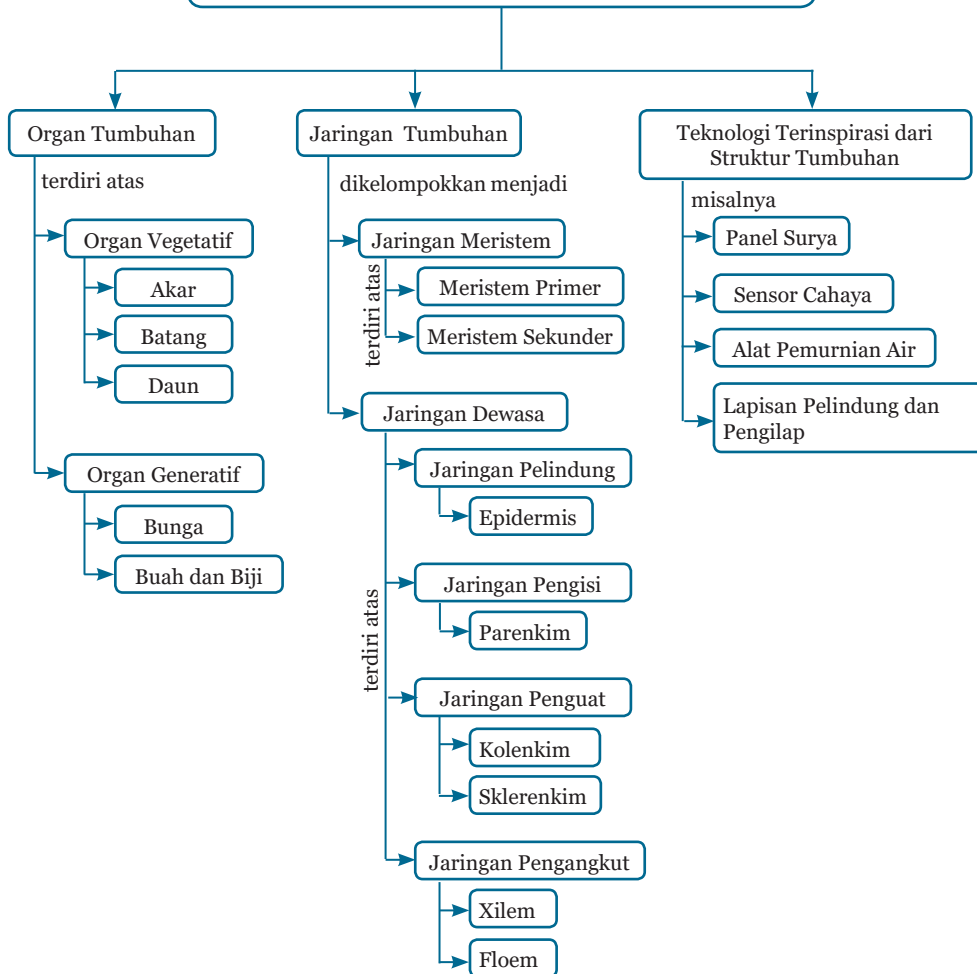 Organ Tumbuhan
terdiri atas
Organ Vegetatif
Akar
Batang
Daun
Organ Generatif
Bunga
Buah dan Biji
Jaringan Tumbuhan
dikelompokkan menjadi
Jaringan Meristem
terdiri atas
Meristem Primer
Meristem Sekunder
Jaringan Dewasa
terdiri atas
Jaringan Pelindung
Epidermis
Jaringan Pengisi
Parenkim
Jaringan Penguat
Kolenkim
Sklerenkim
Jaringan Pengangkut
Xilem
Floem
Teknologi Terinspirasi dari
Struktur Tumbuhan
misalnya
Panel Surya
Sensor Cahaya
Alat Pemurnian Air
Lapisan Pelindung dan
Pengilap